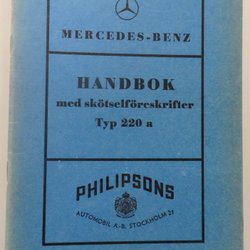 MERCEDES-BENZ
HANDBOK
med skötselföreskrifter
Typ 220 a
PHILIPSONS
AUTOMOBIL A-B. STOCKHOLM 21